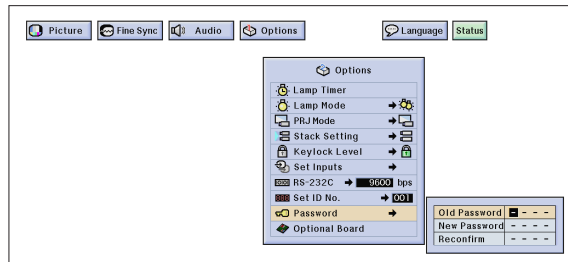 Picture Fine Sync Audio Options Language Status
Options
Lamp Timer
Lamp Mode
PRJ Mode
Stack Setting
Keylock Level
Set Inputs
RS-232C 9600 bps
Set ID No. 001
Password
Optional Board
Old Password - - - -
New Password - - - -
Reconfirm - - - -